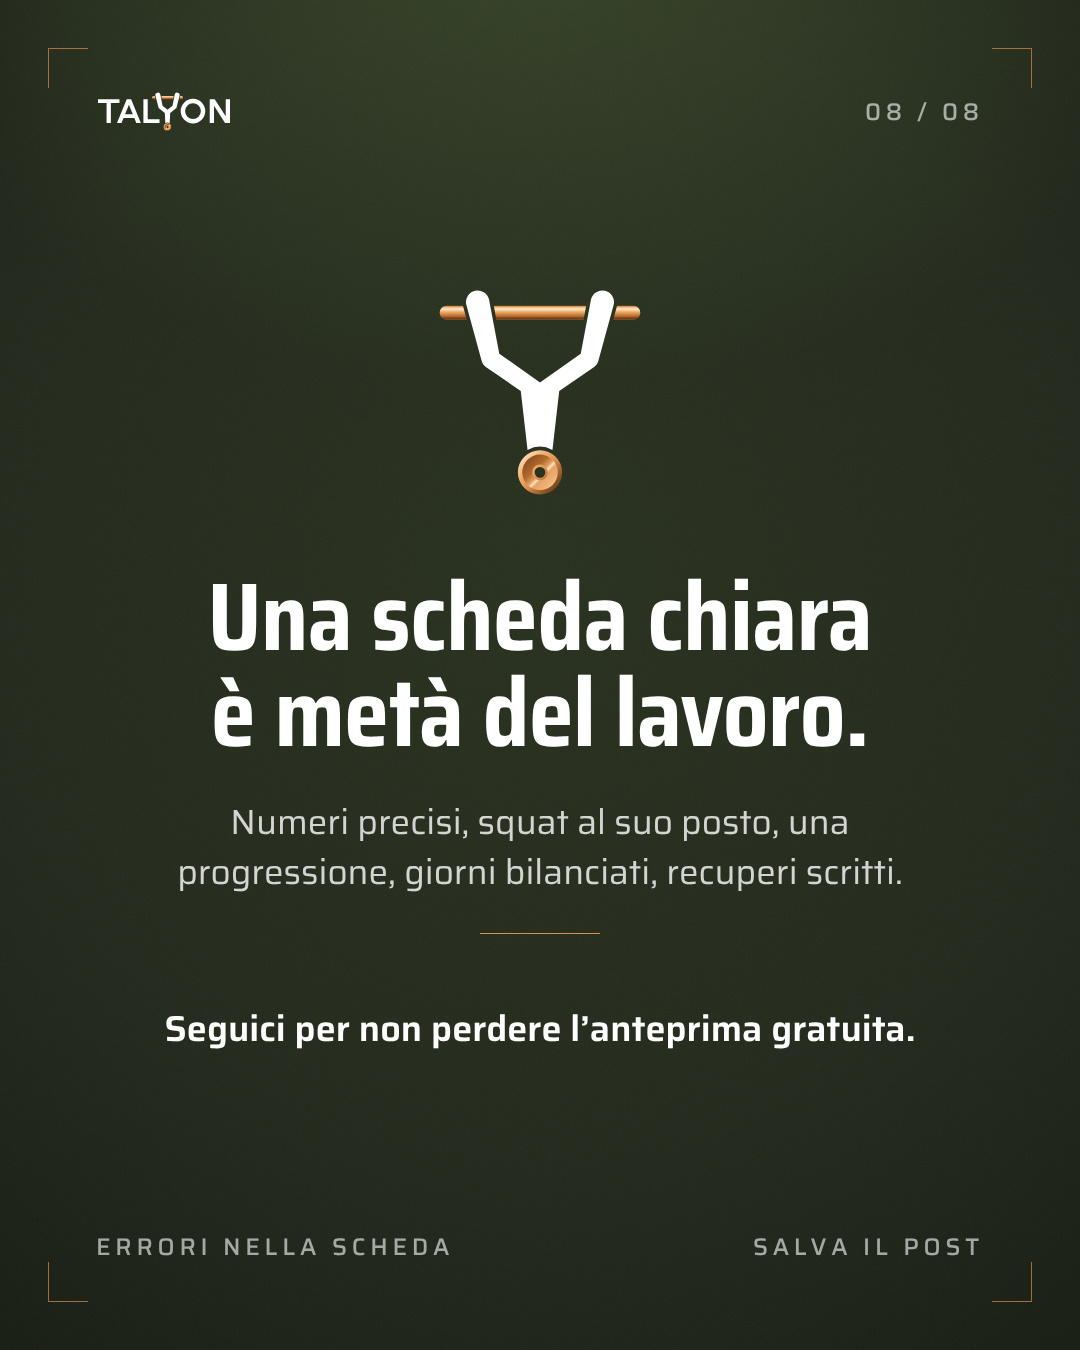 TALYON
08 / 08
Una scheda chiara
è metà del lavoro.
Numeri precisi, squat al suo posto, una
progressione, giorni bilanciati, recuperi scritti.
Seguici per non perdere l’anteprima gratuita.
ERRORI NELLA SCHEDA
SALVA IL POST